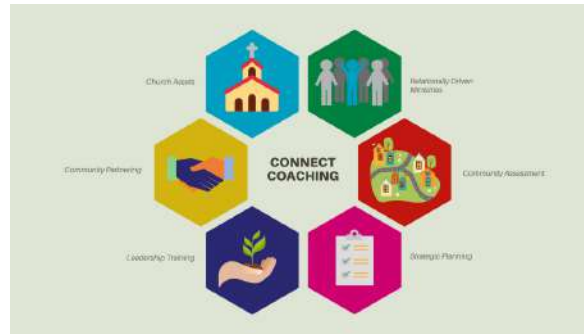 Church Assets
Relationally Driven
Ministries
Community Partnering
CONNECT
COACHING
Community Assessment
Leadership Training
Strategic Planning